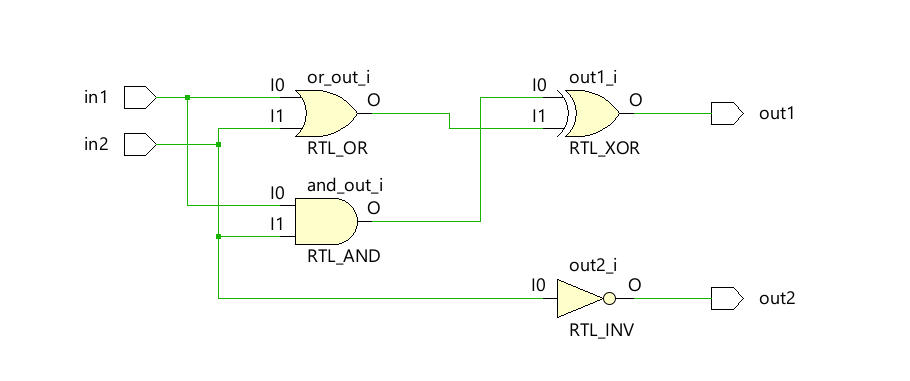 or_out_i
out1_i
in1
I0
O
I0
O
out1
I1
I1
in2
RTL_OR
RTL_XOR
and_out_i
I0
O
I1
RTL_AND
out2_i
I0
O
out2
RTL_INV